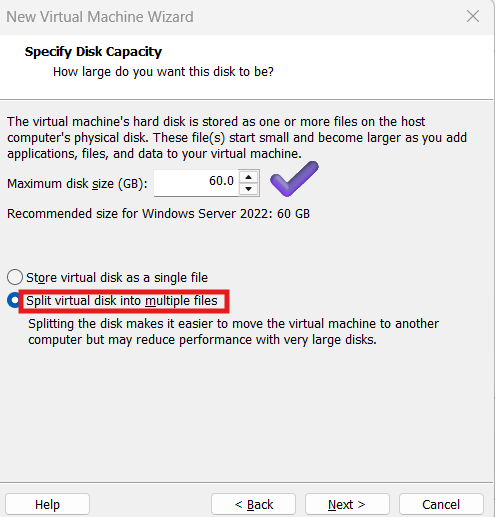 New Virtual Machine Wizard
Specify Disk Capacity
How large do you want this disk to be?
The virtual machine's hard disk is stored as one or more files on the host
computer's physical disk. These file(s) start small and become larger as you add
applications, files, and data to your virtual machine.
Maximum disk size (GB): 60.0
Recommended size for Windows Server 2022: 60 GB
Store virtual disk as a single file
Split virtual disk into multiple files
Splitting the disk makes it easier to move the virtual machine to another
computer but may reduce performance with very large disks.
Help < Back Next > Cancel